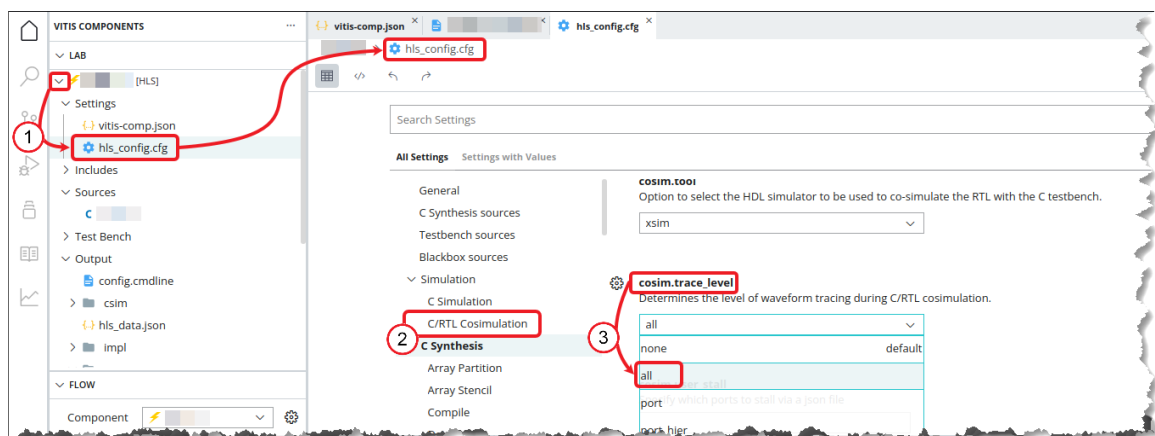 VITIS COMPONENTS
...
LAB
[HLS]
Settings
{..} vitis-comp.json
hls_config.cfg
Includes
Sources
C
Test Bench
Output
config.cmdline
csim
{..} hls_data.json
impl
FLOW
Component
1
{..} vitis-comp.json ×
×
hls_config.cfg ×
hls_config.cfg
Search Settings
All Settings Settings with Values
General
C Synthesis sources
Testbench sources
Blackbox sources
Simulation
C Simulation
C/RTL Cosimulation
2
C Synthesis
Array Partition
Array Stencil
Compile
cosim.tool
Option to select the HDL simulator to be used to co-simulate the RTL with the C testbench.
xsim
cosim.trace_level
Determines the level of waveform tracing during C/RTL cosimulation.
3
all
none default
all
port
port_hier